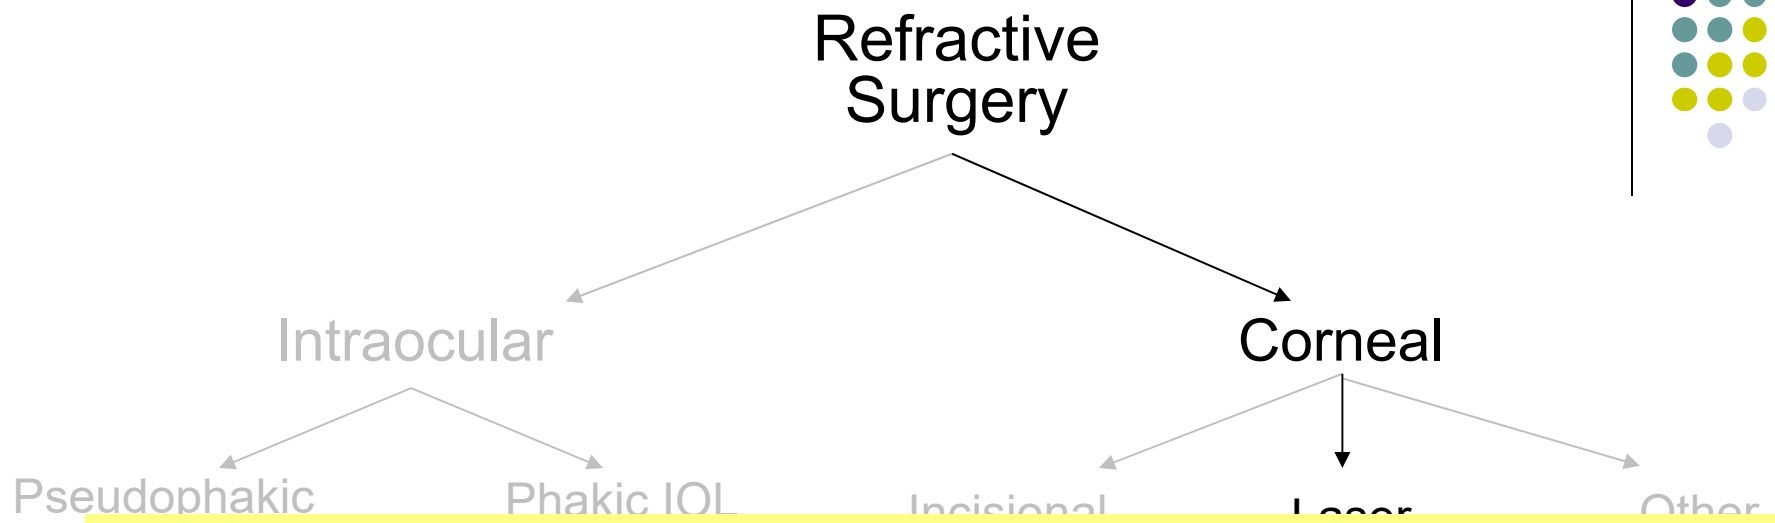 Refractive
Surgery
Intraocular
Corneal
Pseudophakic
Phakic IOL
Incisional
Laser
Other